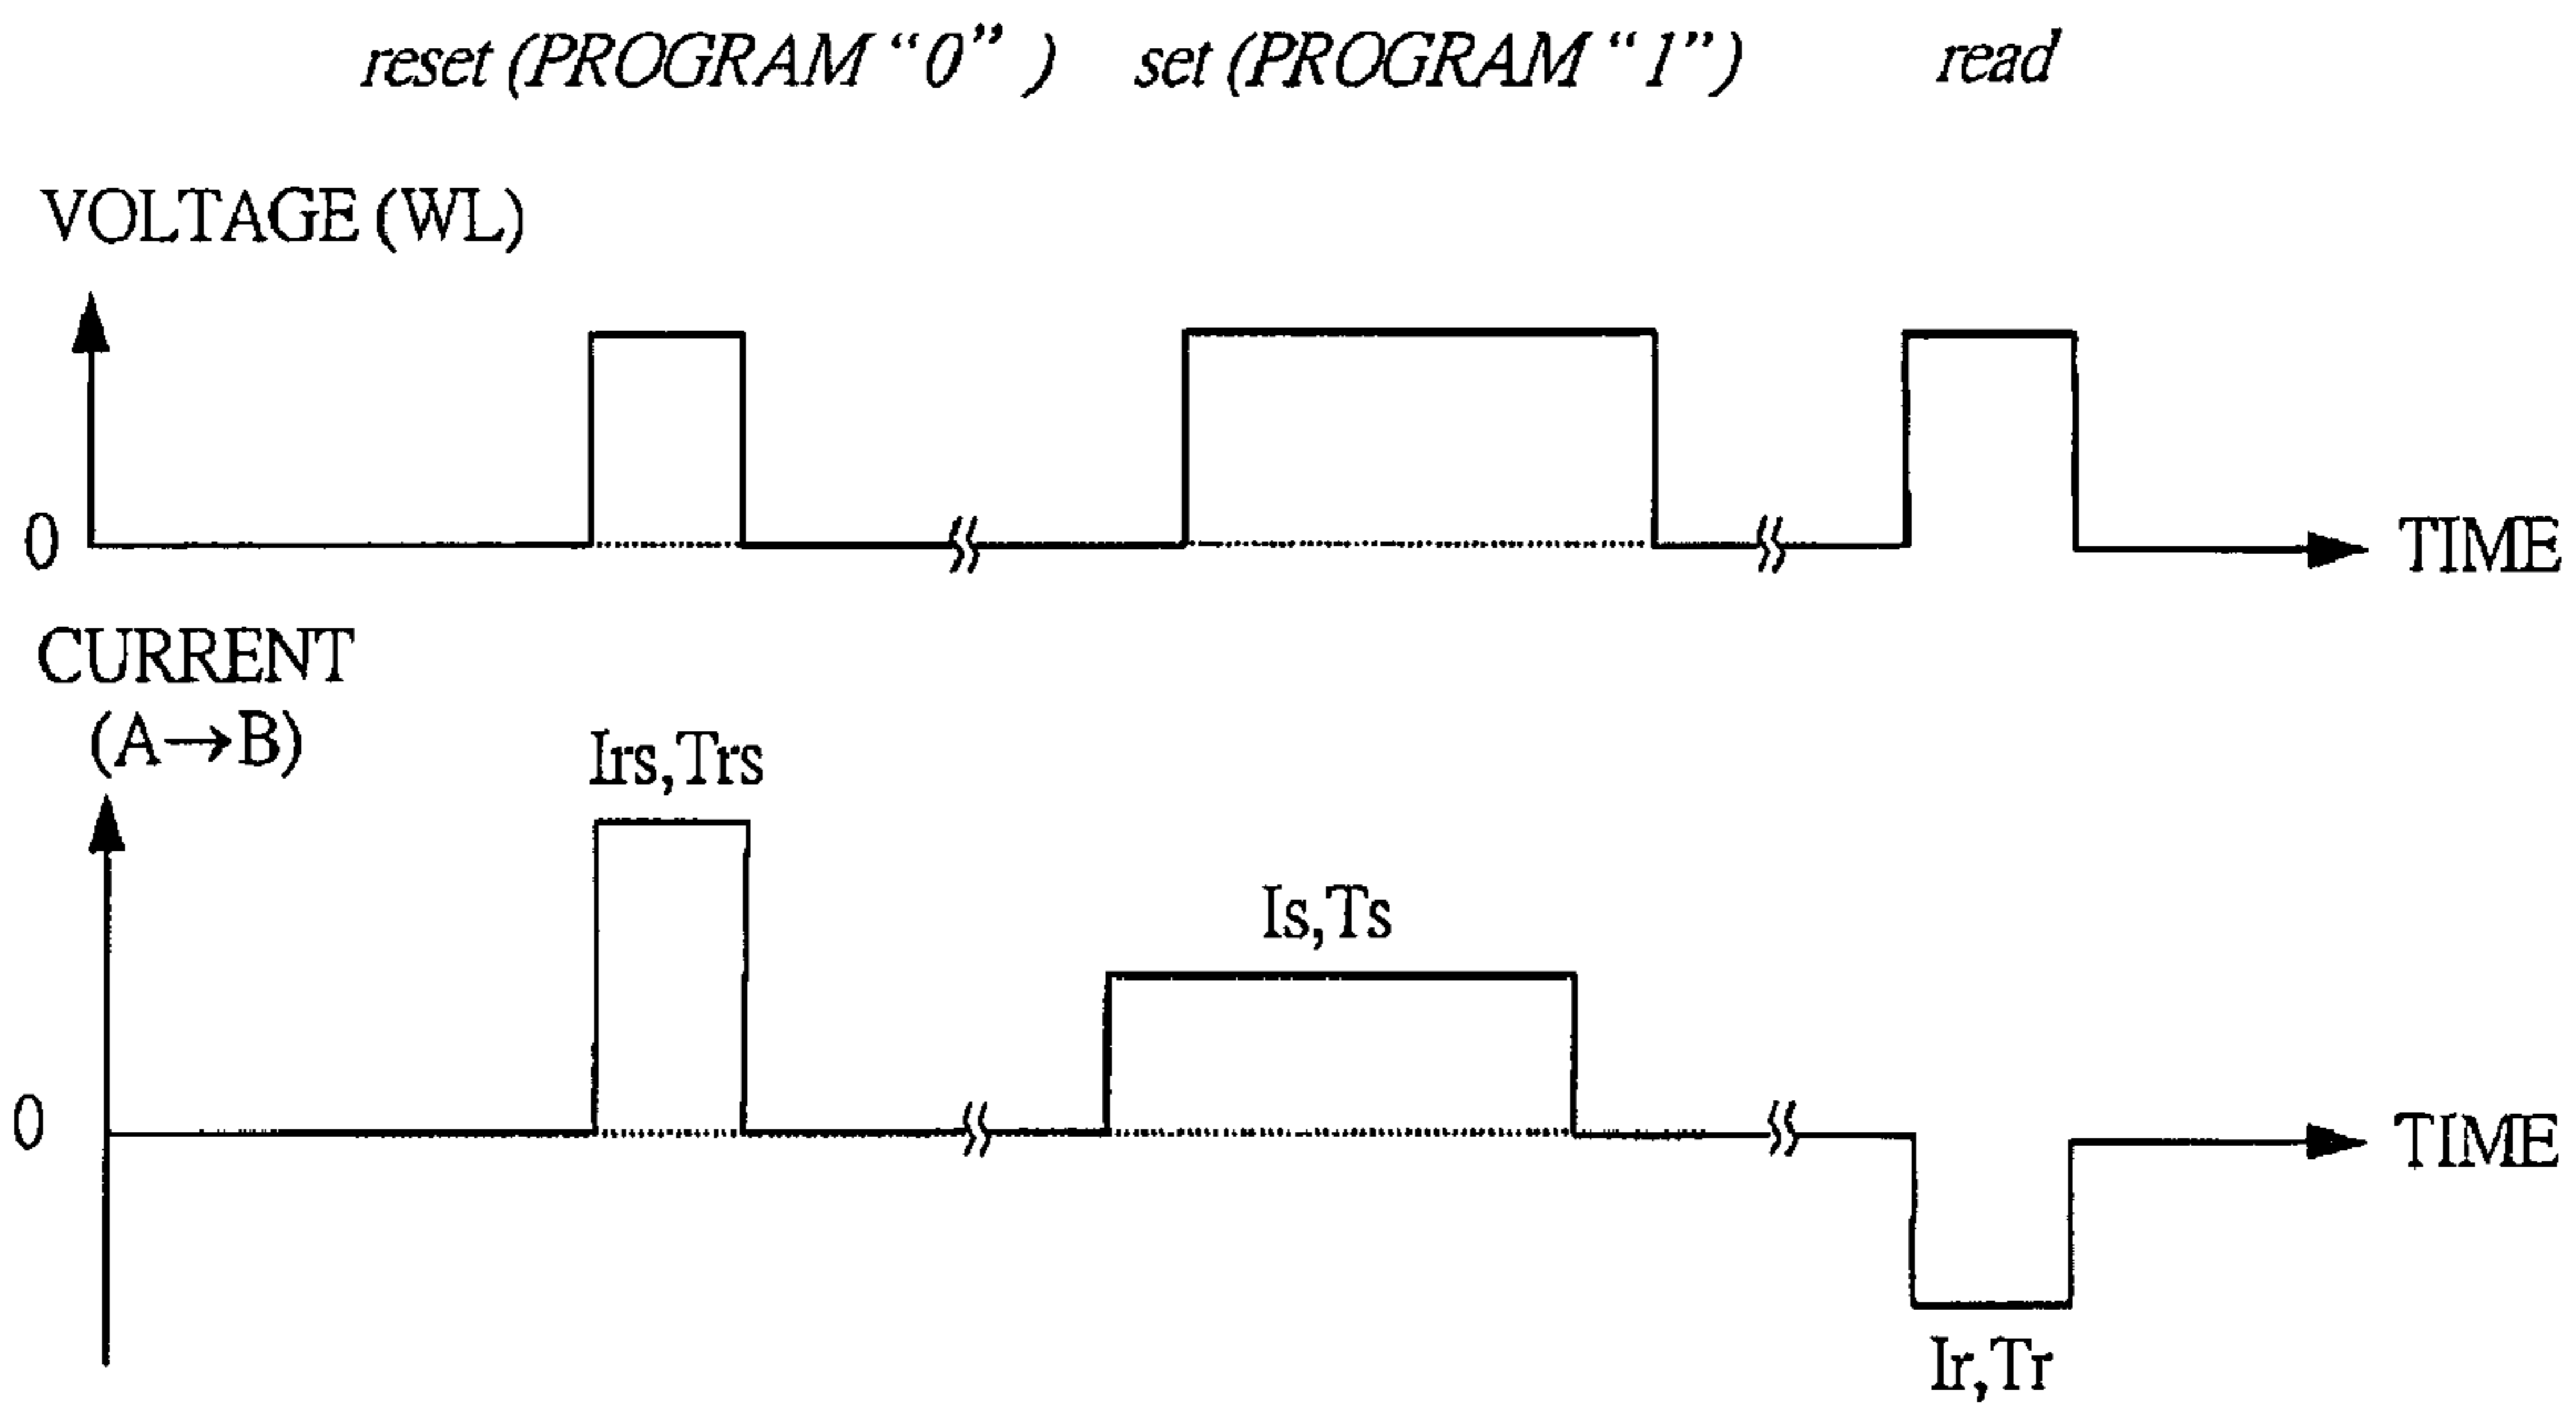 reset (PROGRAM “0” ) set (PROGRAM “1”) read
VOLTAGE (WL)
0
TIME
CURRENT
(A→B)
Irs,Trs
Is,Ts
0
TIME
Ir,Tr